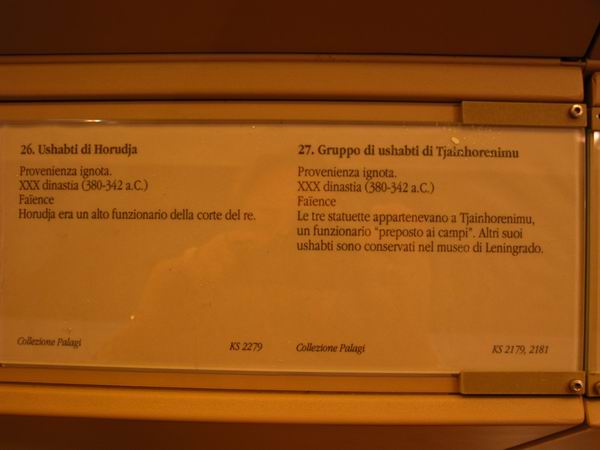 26. Ushabti di Horudja
Provenienza ignota.
XXX dinastia (380-342 a.C.)
Faïence
Horudja era un alto funzionario della corte del re.
Collezione Palagi
KS 2279
27. Gruppo di ushabti di Tjainhorenimu
Provenienza ignota.
XXX dinastia (380-342 a.C.)
Faïence
Le tre statuette appartenevano a Tjainhorenimu,
un funzionario "preposto ai campi". Altri suoi
ushabti sono conservati nel museo di Leningrado.
Collezione Palagi
KS 2179, 2181